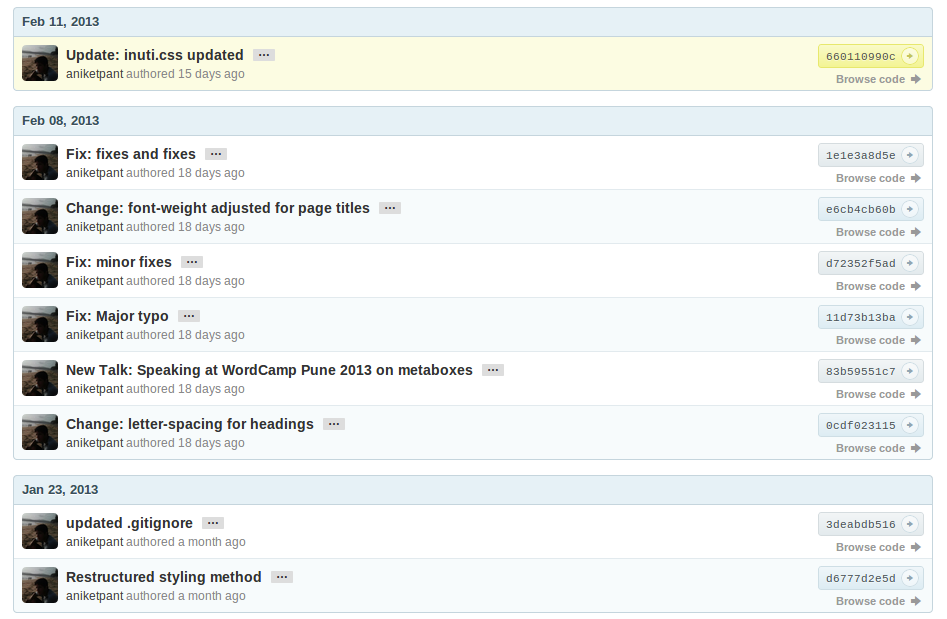 Feb 11, 2013
Update: inuti.css updated ...
660110990c
aniketpant authored 15 days ago
Browse code
Feb 08, 2013
Fix: fixes and fixes ...
1e1e3a8d5e
aniketpant authored 18 days ago
Browse code
Change: font-weight adjusted for page titles ...
e6cb4cb60b
aniketpant authored 18 days ago
Browse code
Fix: minor fixes ...
d72352f5ad
aniketpant authored 18 days ago
Browse code
Fix: Major typo ...
11d73b13ba
aniketpant authored 18 days ago
Browse code
New Talk: Speaking at WordCamp Pune 2013 on metaboxes ...
83b59551c7
aniketpant authored 18 days ago
Browse code
Change: letter-spacing for headings ...
0cdf023115
aniketpant authored 18 days ago
Browse code
Jan 23, 2013
updated .gitignore ...
3deabdb516
aniketpant authored a month ago
Browse code
Restructured styling method ...
d6777d2e5d
aniketpant authored a month ago
Browse code